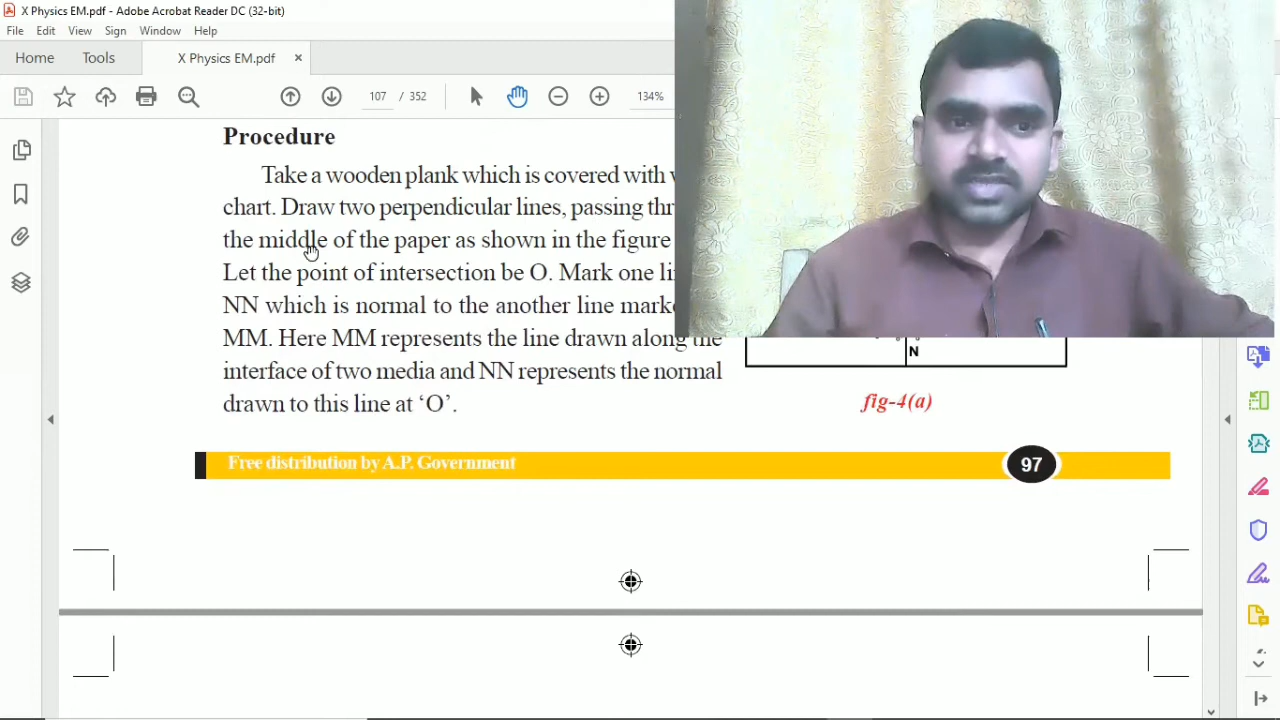 X Physics EM.pdf - Adobe Acrobat Reader DC (32-bit)
File Edit View Sign Window Help
Home Tools X Physics EM.pdf ×
107 / 352 134%
Procedure
Take a wooden plank which is covered with
chart. Draw two perpendicular lines, passing
the middle of the paper as shown in the figure
Let the point of intersection be O. Mark one
NN which is normal to the another line
MM. Here MM represents the line drawn along the
interface of two media and NN represents the normal
drawn to this line at ‘O’.
N
fig-4(a)
Free distribution by A.P. Government 97